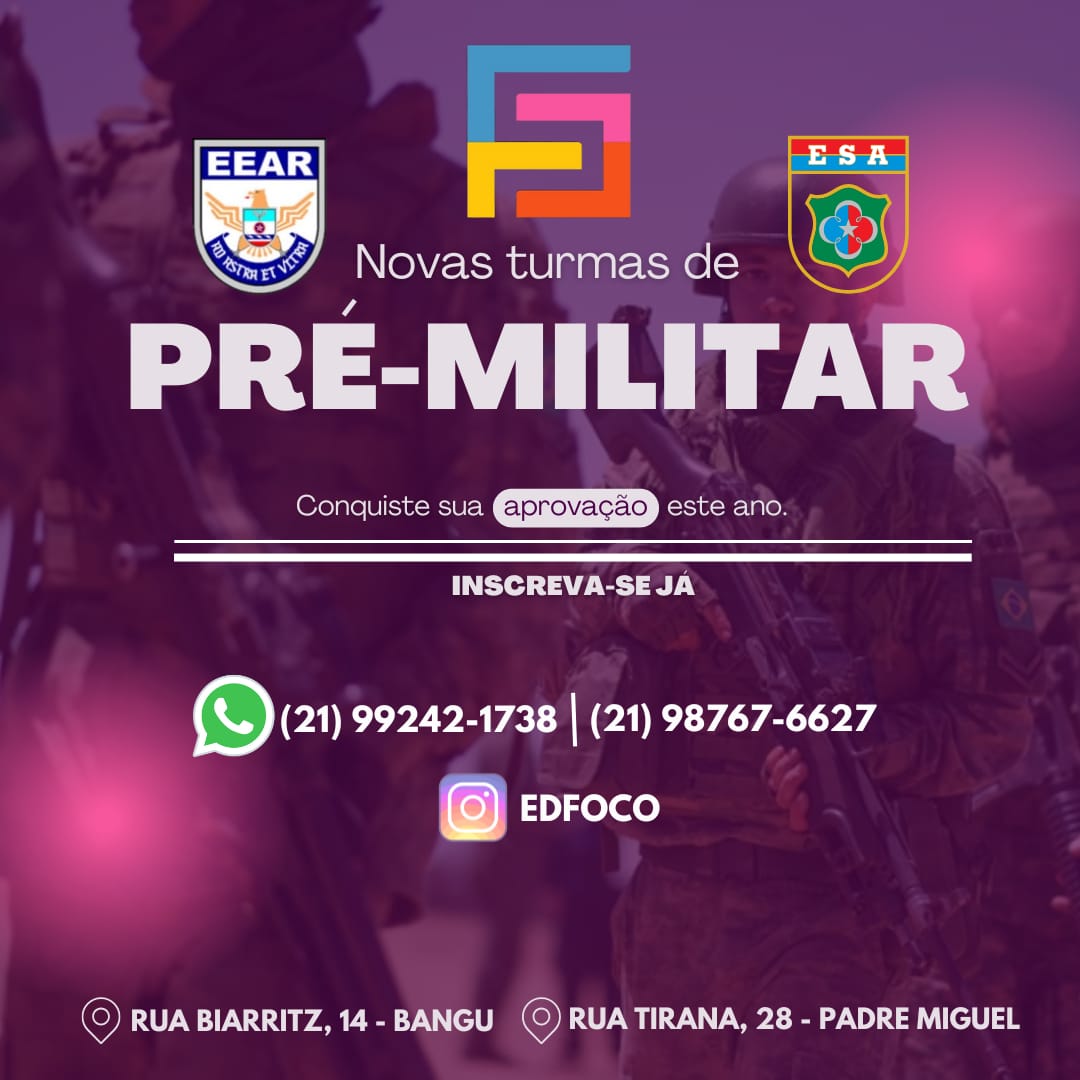 EEAR
AD ASTRA ET VLTRA
ESA
Novas turmas de
PRÉ-MILITAR
Conquiste sua aprovação este ano.
INSCREVA-SE JÁ
(21) 99242-1738 | (21) 98767-6627
EDFOCO
RUA BIARRITZ, 14 - BANGU
RUA TIRANA, 28 - PADRE MIGUEL